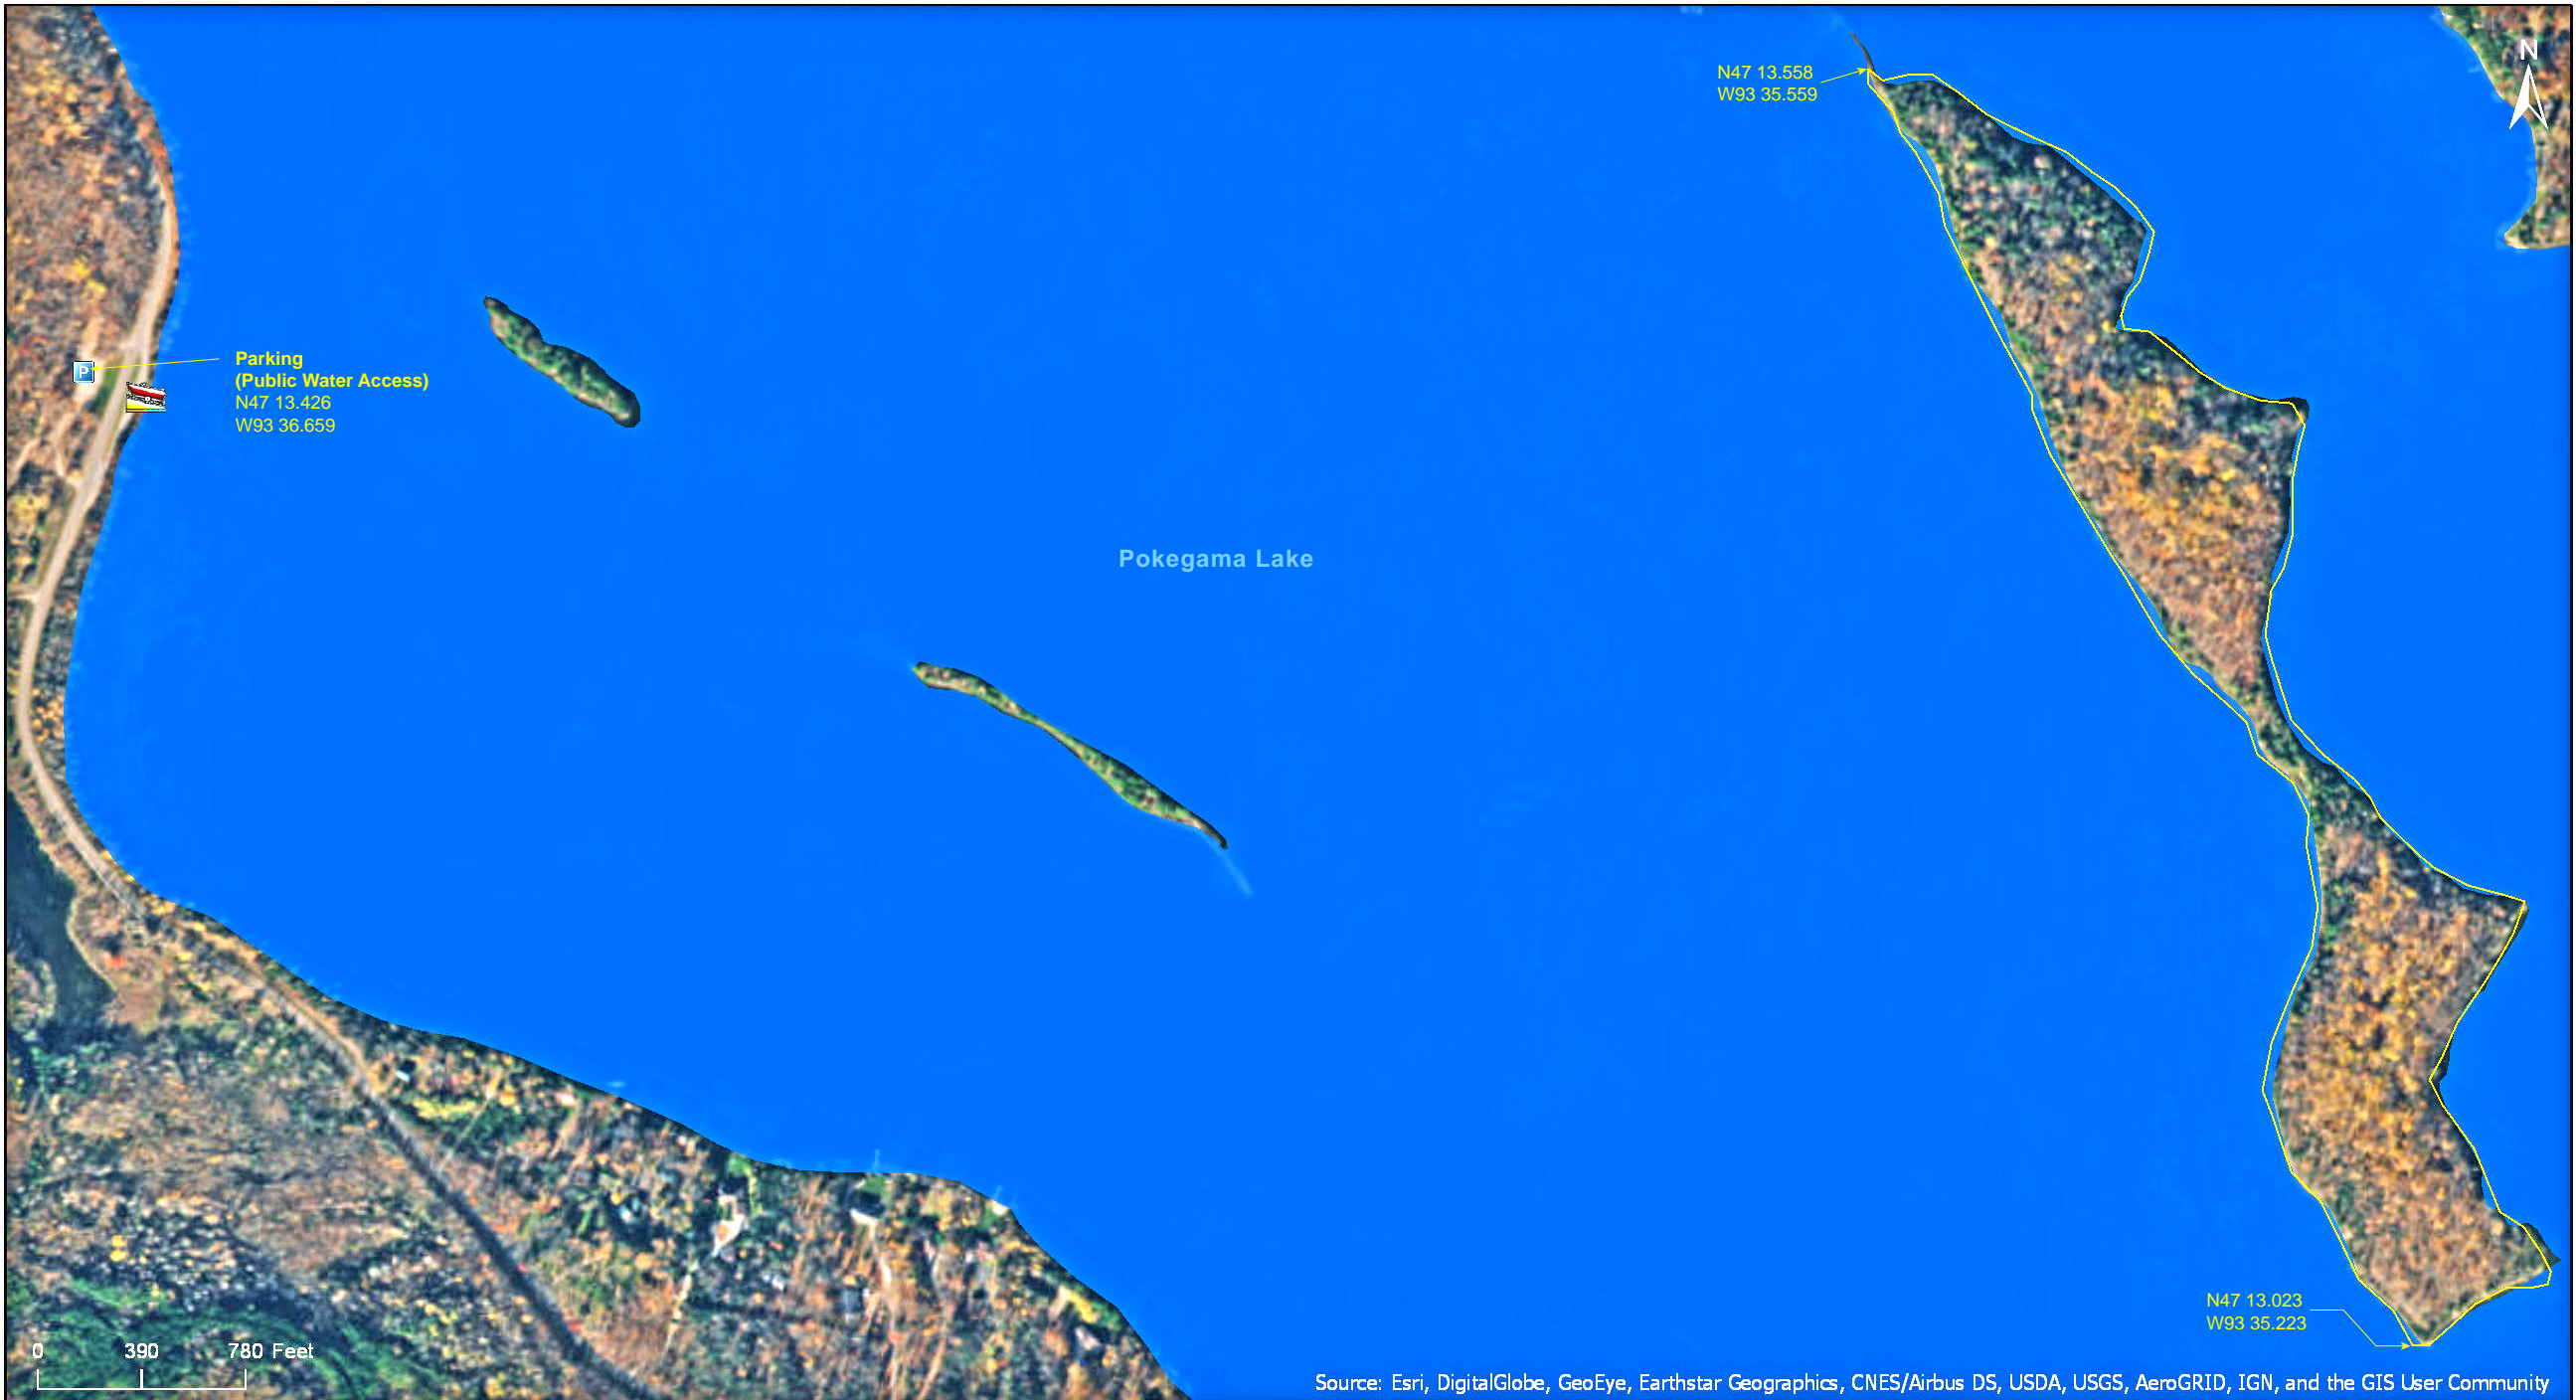 N47 13.558
W93 35.559
N
P
Parking
(Public Water Access)
N47 13.426
W93 36.659
Pokegama Lake
N47 13.023
W93 35.223
0 390 780 Feet
Source: Esri, DigitalGlobe, GeoEye, Earthstar Geographics, CNES/Airbus DS, USDA, USGS, AeroGRID, IGN, and the GIS User Community